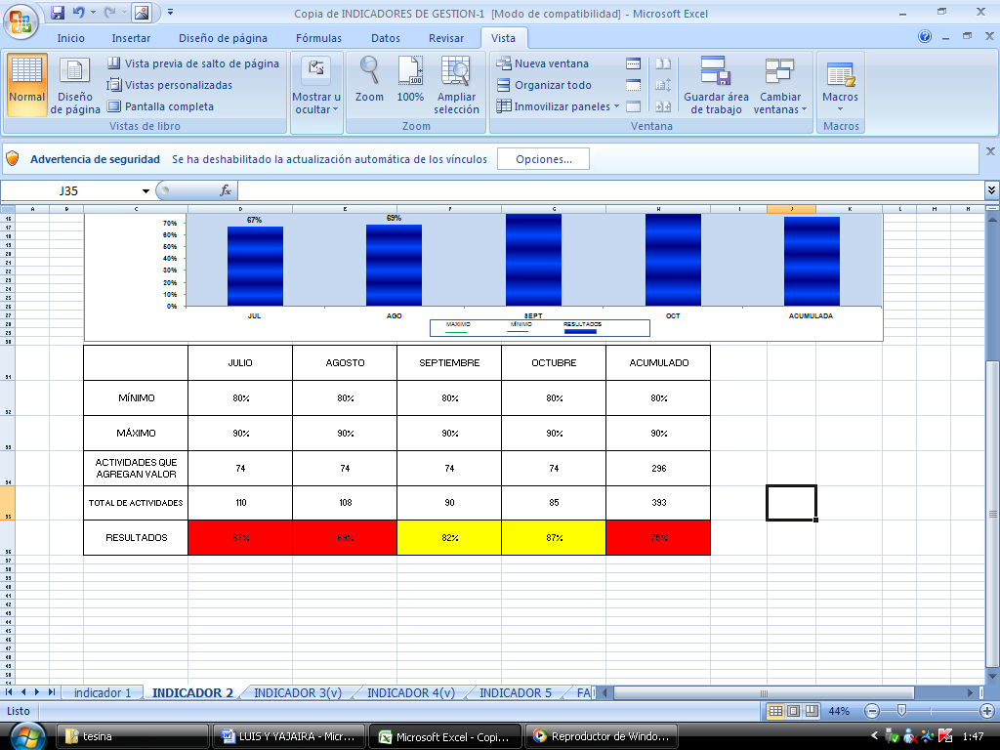 Copia de INDICADORES DE GESTION-1 [Modo de compatibilidad] - Microsoft Excel
Inicio Insertar Diseño de página Fórmulas Datos Revisar Vista
Normal
Diseño de página
Vista previa de salto de página
Vistas personalizadas
Pantalla completa
Vistas de libro
Mostrar u ocultar
Zoom
100%
Ampliar selección
Zoom
Nueva ventana
Organizar todo
Inmovilizar paneles
Guardar área de trabajo
Cambiar ventanas
Ventana
Macros
Macros
Advertencia de seguridad Se ha deshabilitado la actualización automática de los vínculos Opciones...
J35 fx
70% 67% 69%
60%
50%
40%
30%
20%
10%
0%
JUL AGO SEPT OCT ACUMULADA
MAXIMO MÍNIMO RESULTADOS
JULIO AGOSTO SEPTIEMBRE OCTUBRE ACUMULADO
MÍNIMO 80% 80% 80% 80% 80%
MÁXIMO 90% 90% 90% 90% 90%
ACTIVIDADES QUE AGREGAN VALOR 74 74 74 74 296
TOTAL DE ACTIVIDADES 110 108 90 85 393
RESULTADOS 67% 69% 82% 87% 75%
indicador 1 INDICADOR 2 INDICADOR 3(v) INDICADOR 4(v) INDICADOR 5 FA
Listo 44%
tesina LUIS Y YAJAIRA - Micr... Microsoft Excel - Copi... Reproductor de Windo... 1:47